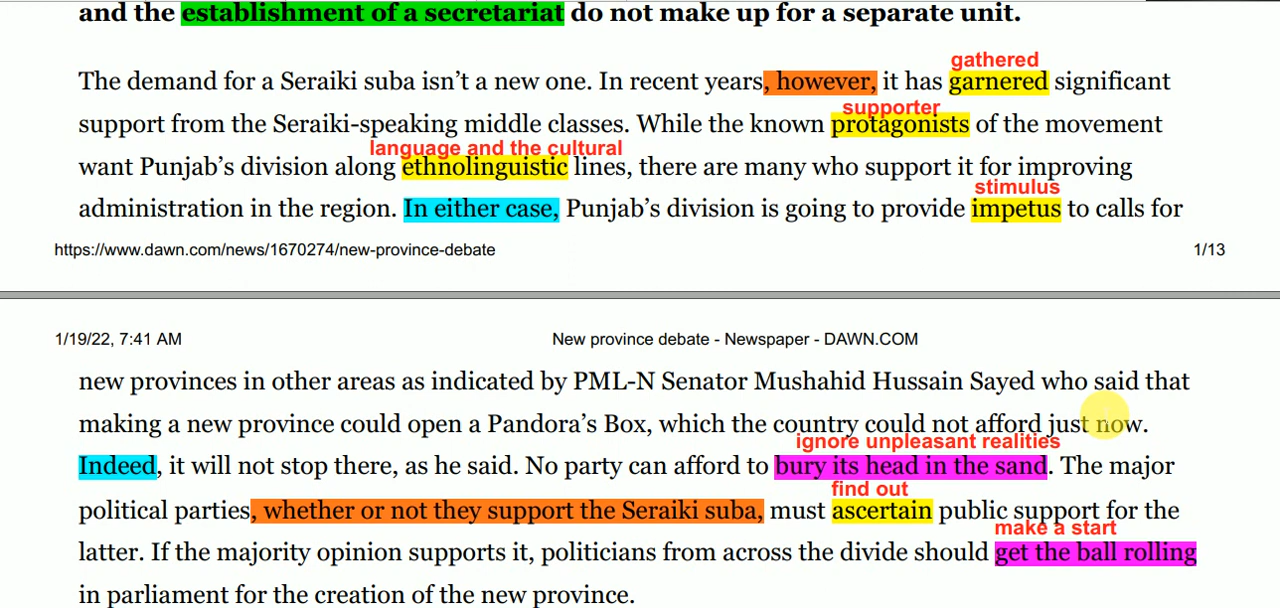 and the establishment of a secretariat do not make up for a separate unit.
gathered
The demand for a Seraiki suba isn’t a new one. In recent years, however, it has garnered significant
supporter
support from the Seraiki-speaking middle classes. While the known protagonists of the movement
language and the cultural
want Punjab’s division along ethnolinguistic lines, there are many who support it for improving
stimulus
administration in the region. In either case, Punjab’s division is going to provide impetus to calls for
https://www.dawn.com/news/1670274/new-province-debate 1/13
1/19/22, 7:41 AM New province debate - Newspaper - DAWN.COM
new provinces in other areas as indicated by PML-N Senator Mushahid Hussain Sayed who said that
making a new province could open a Pandora’s Box, which the country could not afford just now.
ignore unpleasant realities
Indeed, it will not stop there, as he said. No party can afford to bury its head in the sand. The major
find out
political parties, whether or not they support the Seraiki suba, must ascertain public support for the
make a start
latter. If the majority opinion supports it, politicians from across the divide should get the ball rolling
in parliament for the creation of the new province.